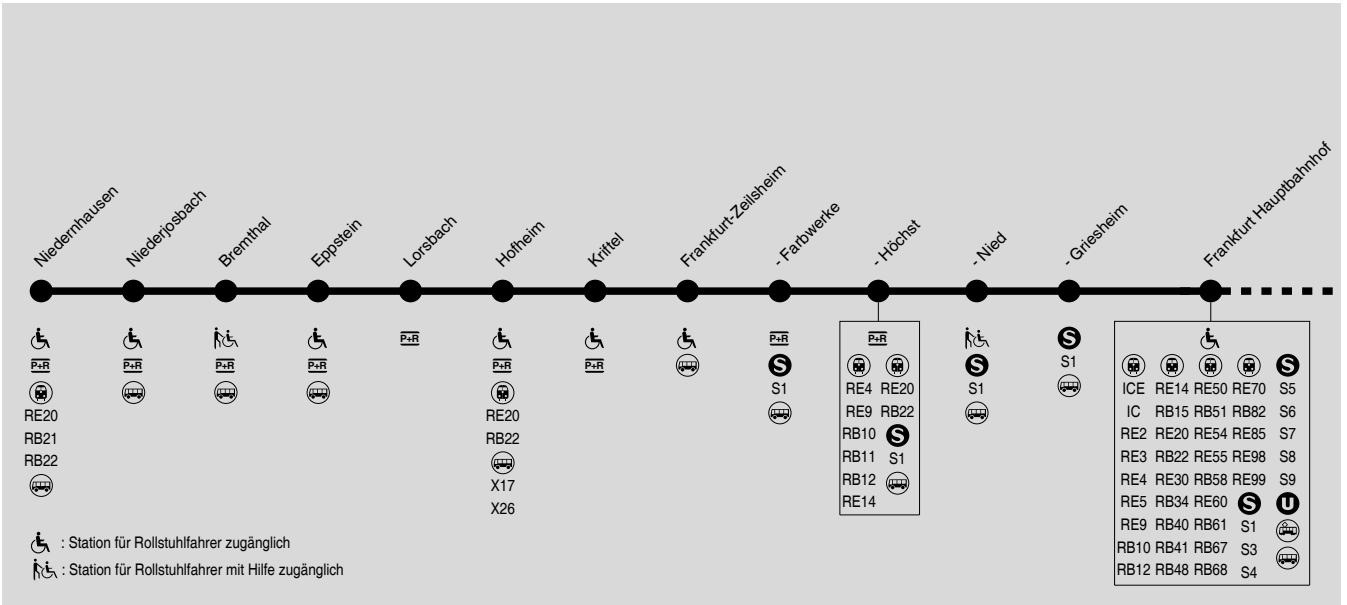 Niedernhausen
Niederjosbach
Bremthal
Eppstein
Lorsbach
Hofheim
Kriftel
Frankfurt-Zeilsheim
- Farbwerke
- Höchst
- Nied
- Griesheim
Frankfurt Hauptbahnhof
P+R
RE20
RB21
RB22
P+R
P+R
P+R
P+R
P+R
RE20
RB22
X17
X26
P+R
P+R
S
S1
P+R
RE4 RE20
RE9 RB22
RB10 S
RB11 S1
RB12
RE14
S
S1
S
S1
S
ICE RE14 RE50 RE70 S5
IC RB15 RB51 RB82 S6
RE2 RE20 RE54 RE85 S7
RE3 RB22 RE55 RE98 S8
RE4 RE30 RB58 RE99 S9
RE5 RB34 RE60 S U
RE9 RB40 RB61 S1
RB10 RB41 RB67 S3
RB12 RB48 RB68 S4
: Station für Rollstuhlfahrer zugänglich
: Station für Rollstuhlfahrer mit Hilfe zugänglich